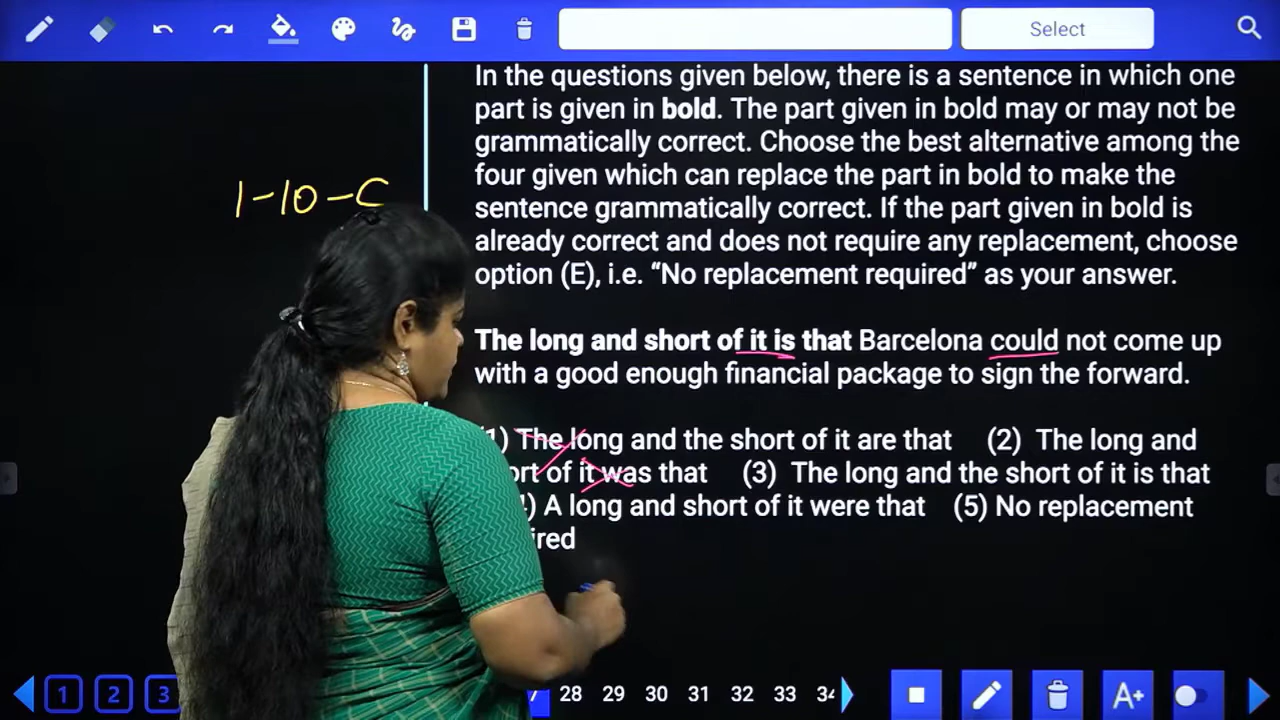 Select
In the questions given below, there is a sentence in which one
part is given in bold. The part given in bold may or may not be
grammatically correct. Choose the best alternative among the
four given which can replace the part in bold to make the
sentence grammatically correct. If the part given in bold is
already correct and does not require any replacement, choose
option (E), i.e. “No replacement required” as your answer.
1-10-C
The long and short of it is that Barcelona could not come up
with a good enough financial package to sign the forward.
1) The long and the short of it are that (2) The long and
of it was that (3) The long and the short of it is that
A long and short of it were that (5) No replacement
1 2 3 28 29 30 31 32 33 A+